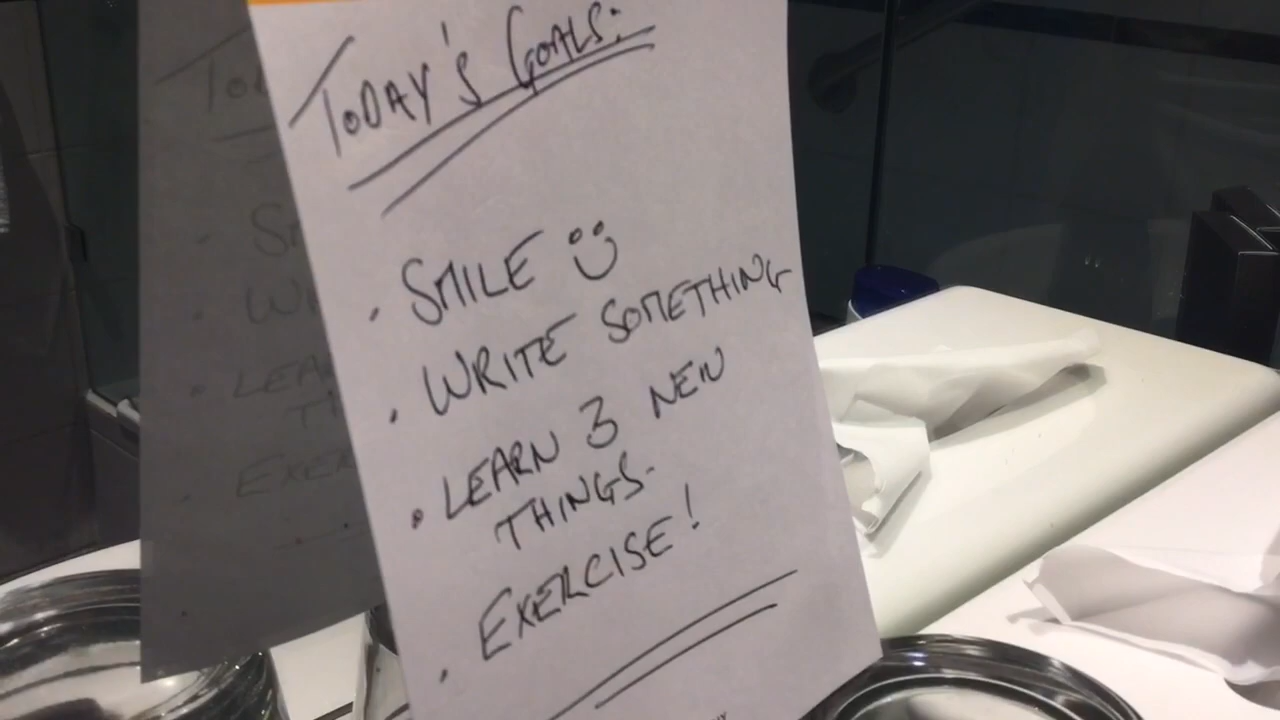 TODAY'S GOALS:
• SMILE
• WRITE SOMETHING
• LEARN 3 NEW
THINGS.
• EXERCISE!